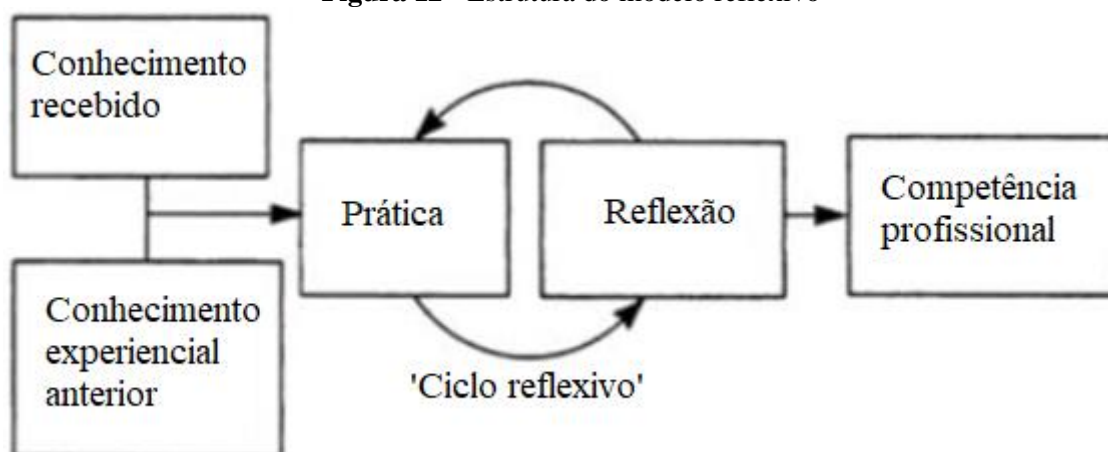 Conhecimento
recebido
Prática
Reflexão
Competência
profissional
Conhecimento
experiencial
anterior
'Ciclo reflexivo'